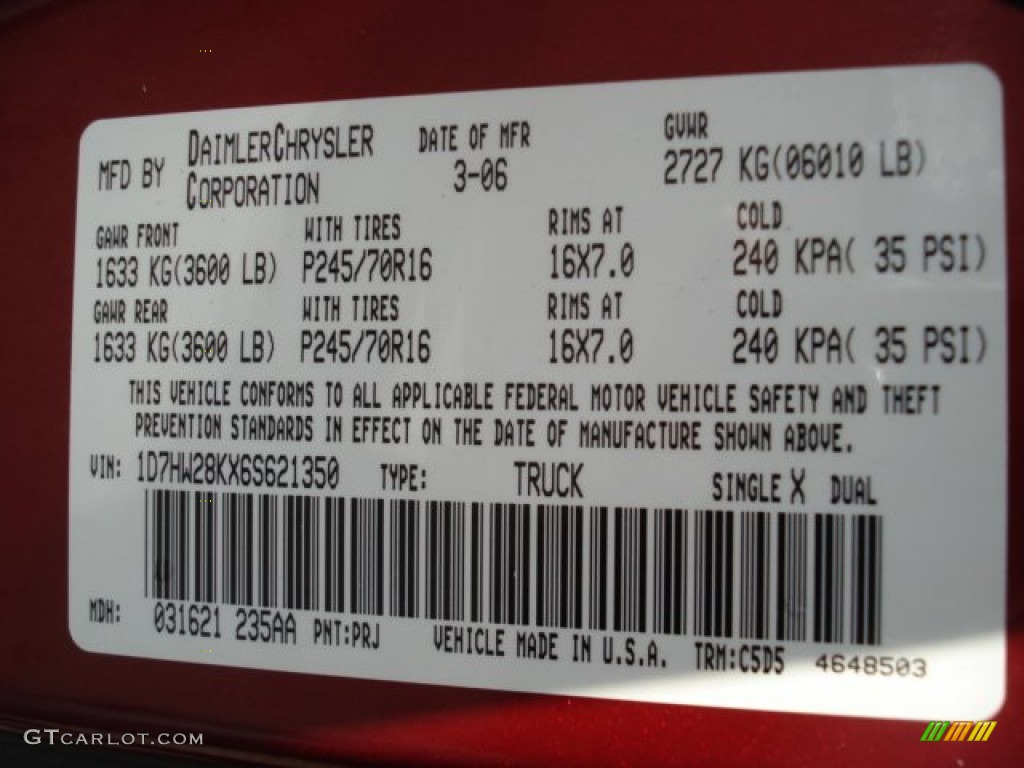 MFD BY DAIMLERCHRYSLER CORPORATION DATE OF MFR 3-06 GVWR 2727 KG(06010 LB)
GAWR FRONT WITH TIRES RIMS AT COLD
1633 KG(3600 LB) P245/70R16 16X7.0 240 KPA( 35 PSI)
GAWR REAR WITH TIRES RIMS AT COLD
1633 KG(3600 LB) P245/70R16 16X7.0 240 KPA( 35 PSI)
THIS VEHICLE CONFORMS TO ALL APPLICABLE FEDERAL MOTOR VEHICLE SAFETY AND THEFT
PREVENTION STANDARDS IN EFFECT ON THE DATE OF MANUFACTURE SHOWN ABOVE.
VIN: 1D7HW28KX6S621350 TYPE: TRUCK SINGLE X DUAL
MDH: 031621 235AA PNT:PRJ VEHICLE MADE IN U.S.A. TRM:C5D5 4648503
GTCARLOT.COM